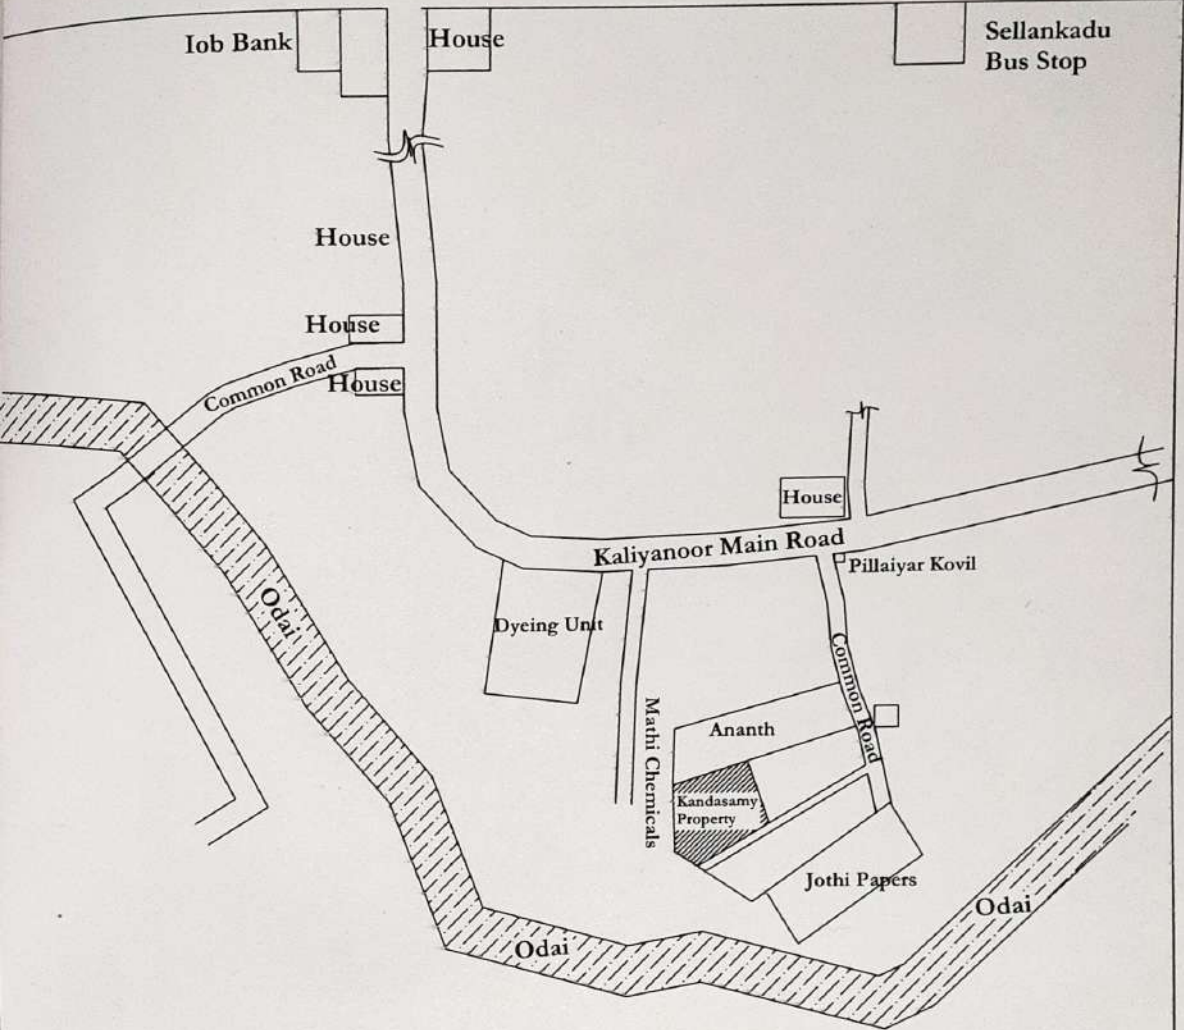 Iob Bank
House
Sellankadu
Bus Stop
House
House
Common Road
House
House
Kaliyanoor Main Road
Pillaiyar Kovil
Odai
Dyeing Unit
Common Road
Mathi Chemicals
Ananth
Kandasamy
Property
Jothi Papers
Odai
Odai